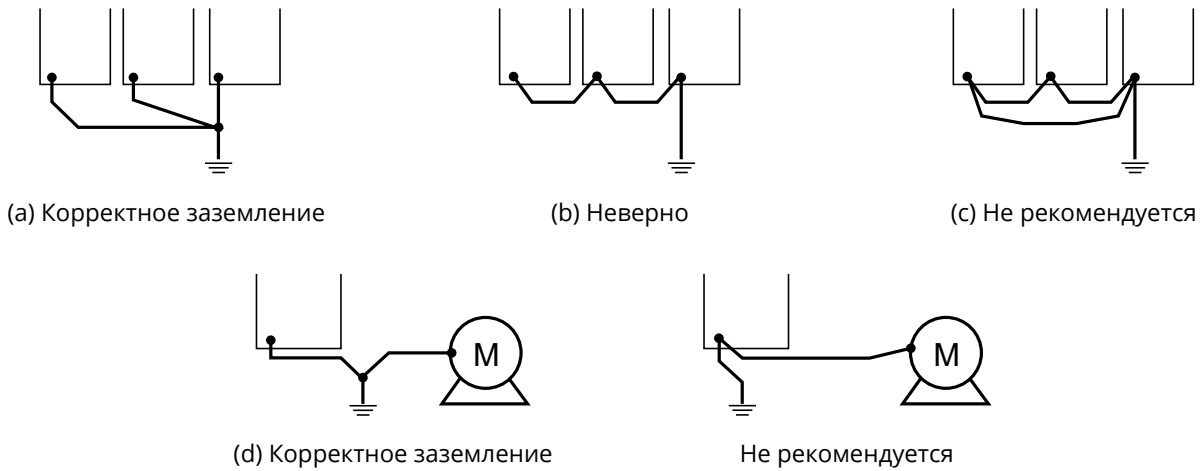 (a) Корректное заземление
(b) Неверно
(c) Не рекомендуется
M
M
(d) Корректное заземление
Не рекомендуется